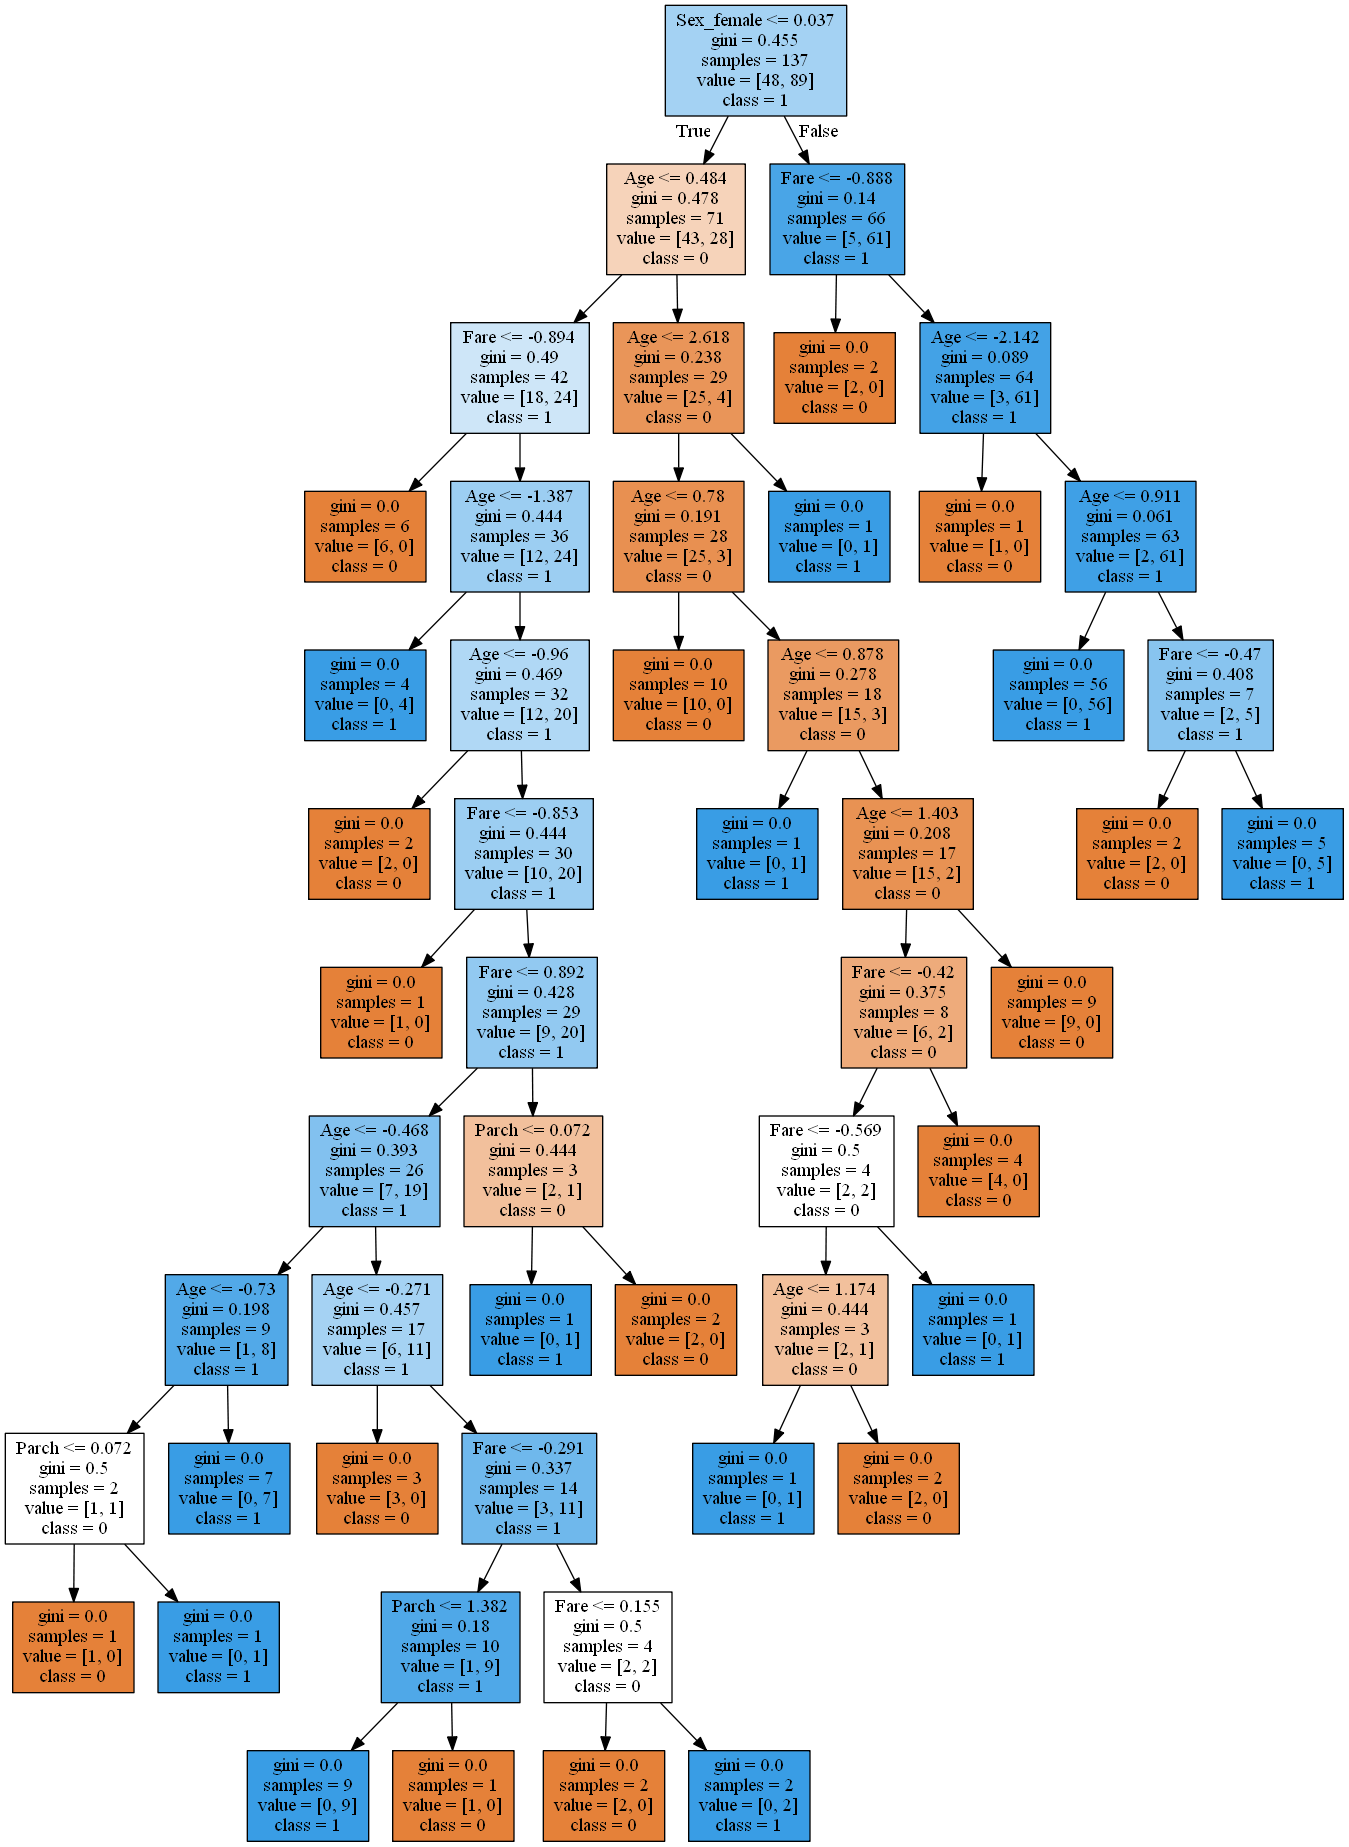 Sex_female <= 0.037
gini = 0.455
samples = 137
value = [48, 89]
class = 1
True
False
Age <= 0.484
gini = 0.478
samples = 71
value = [43, 28]
class = 0
Fare <= -0.888
gini = 0.14
samples = 66
value = [5, 61]
class = 1
Fare <= -0.894
gini = 0.49
samples = 42
value = [18, 24]
class = 1
Age <= 2.618
gini = 0.238
samples = 29
value = [25, 4]
class = 0
gini = 0.0
samples = 2
value = [2, 0]
class = 0
Age <= -2.142
gini = 0.089
samples = 64
value = [3, 61]
class = 1
gini = 0.0
samples = 6
value = [6, 0]
class = 0
Age <= -1.387
gini = 0.444
samples = 36
value = [12, 24]
class = 1
Age <= 0.78
gini = 0.191
samples = 28
value = [25, 3]
class = 0
gini = 0.0
samples = 1
value = [0, 1]
class = 1
gini = 0.0
samples = 1
value = [1, 0]
class = 0
Age <= 0.911
gini = 0.061
samples = 63
value = [2, 61]
class = 1
gini = 0.0
samples = 4
value = [0, 4]
class = 1
Age <= -0.96
gini = 0.469
samples = 32
value = [12, 20]
class = 1
gini = 0.0
samples = 10
value = [10, 0]
class = 0
Age <= 0.878
gini = 0.278
samples = 18
value = [15, 3]
class = 0
gini = 0.0
samples = 56
value = [0, 56]
class = 1
Fare <= -0.47
gini = 0.408
samples = 7
value = [2, 5]
class = 1
gini = 0.0
samples = 2
value = [2, 0]
class = 0
Fare <= -0.853
gini = 0.444
samples = 30
value = [10, 20]
class = 1
gini = 0.0
samples = 1
value = [0, 1]
class = 1
Age <= 1.403
gini = 0.208
samples = 17
value = [15, 2]
class = 0
gini = 0.0
samples = 2
value = [2, 0]
class = 0
gini = 0.0
samples = 5
value = [0, 5]
class = 1
gini = 0.0
samples = 1
value = [1, 0]
class = 0
Fare <= 0.892
gini = 0.428
samples = 29
value = [9, 20]
class = 1
Fare <= -0.42
gini = 0.375
samples = 8
value = [6, 2]
class = 0
gini = 0.0
samples = 9
value = [9, 0]
class = 0
Age <= -0.468
gini = 0.393
samples = 26
value = [7, 19]
class = 1
Parch <= 0.072
gini = 0.444
samples = 3
value = [2, 1]
class = 0
Fare <= -0.569
gini = 0.5
samples = 4
value = [2, 2]
class = 0
gini = 0.0
samples = 4
value = [4, 0]
class = 0
Age <= -0.73
gini = 0.198
samples = 9
value = [1, 8]
class = 1
Age <= -0.271
gini = 0.457
samples = 17
value = [6, 11]
class = 1
gini = 0.0
samples = 1
value = [0, 1]
class = 1
gini = 0.0
samples = 2
value = [2, 0]
class = 0
Age <= 1.174
gini = 0.444
samples = 3
value = [2, 1]
class = 0
gini = 0.0
samples = 1
value = [0, 1]
class = 1
Parch <= 0.072
gini = 0.5
samples = 2
value = [1, 1]
class = 0
gini = 0.0
samples = 7
value = [0, 7]
class = 1
gini = 0.0
samples = 3
value = [3, 0]
class = 0
Fare <= -0.291
gini = 0.337
samples = 14
value = [3, 11]
class = 1
gini = 0.0
samples = 1
value = [0, 1]
class = 1
gini = 0.0
samples = 2
value = [2, 0]
class = 0
gini = 0.0
samples = 1
value = [1, 0]
class = 0
gini = 0.0
samples = 1
value = [0, 1]
class = 1
Parch <= 1.382
gini = 0.18
samples = 10
value = [1, 9]
class = 1
Fare <= 0.155
gini = 0.5
samples = 4
value = [2, 2]
class = 0
gini = 0.0
samples = 9
value = [0, 9]
class = 1
gini = 0.0
samples = 1
value = [1, 0]
class = 0
gini = 0.0
samples = 2
value = [2, 0]
class = 0
gini = 0.0
samples = 2
value = [0, 2]
class = 1